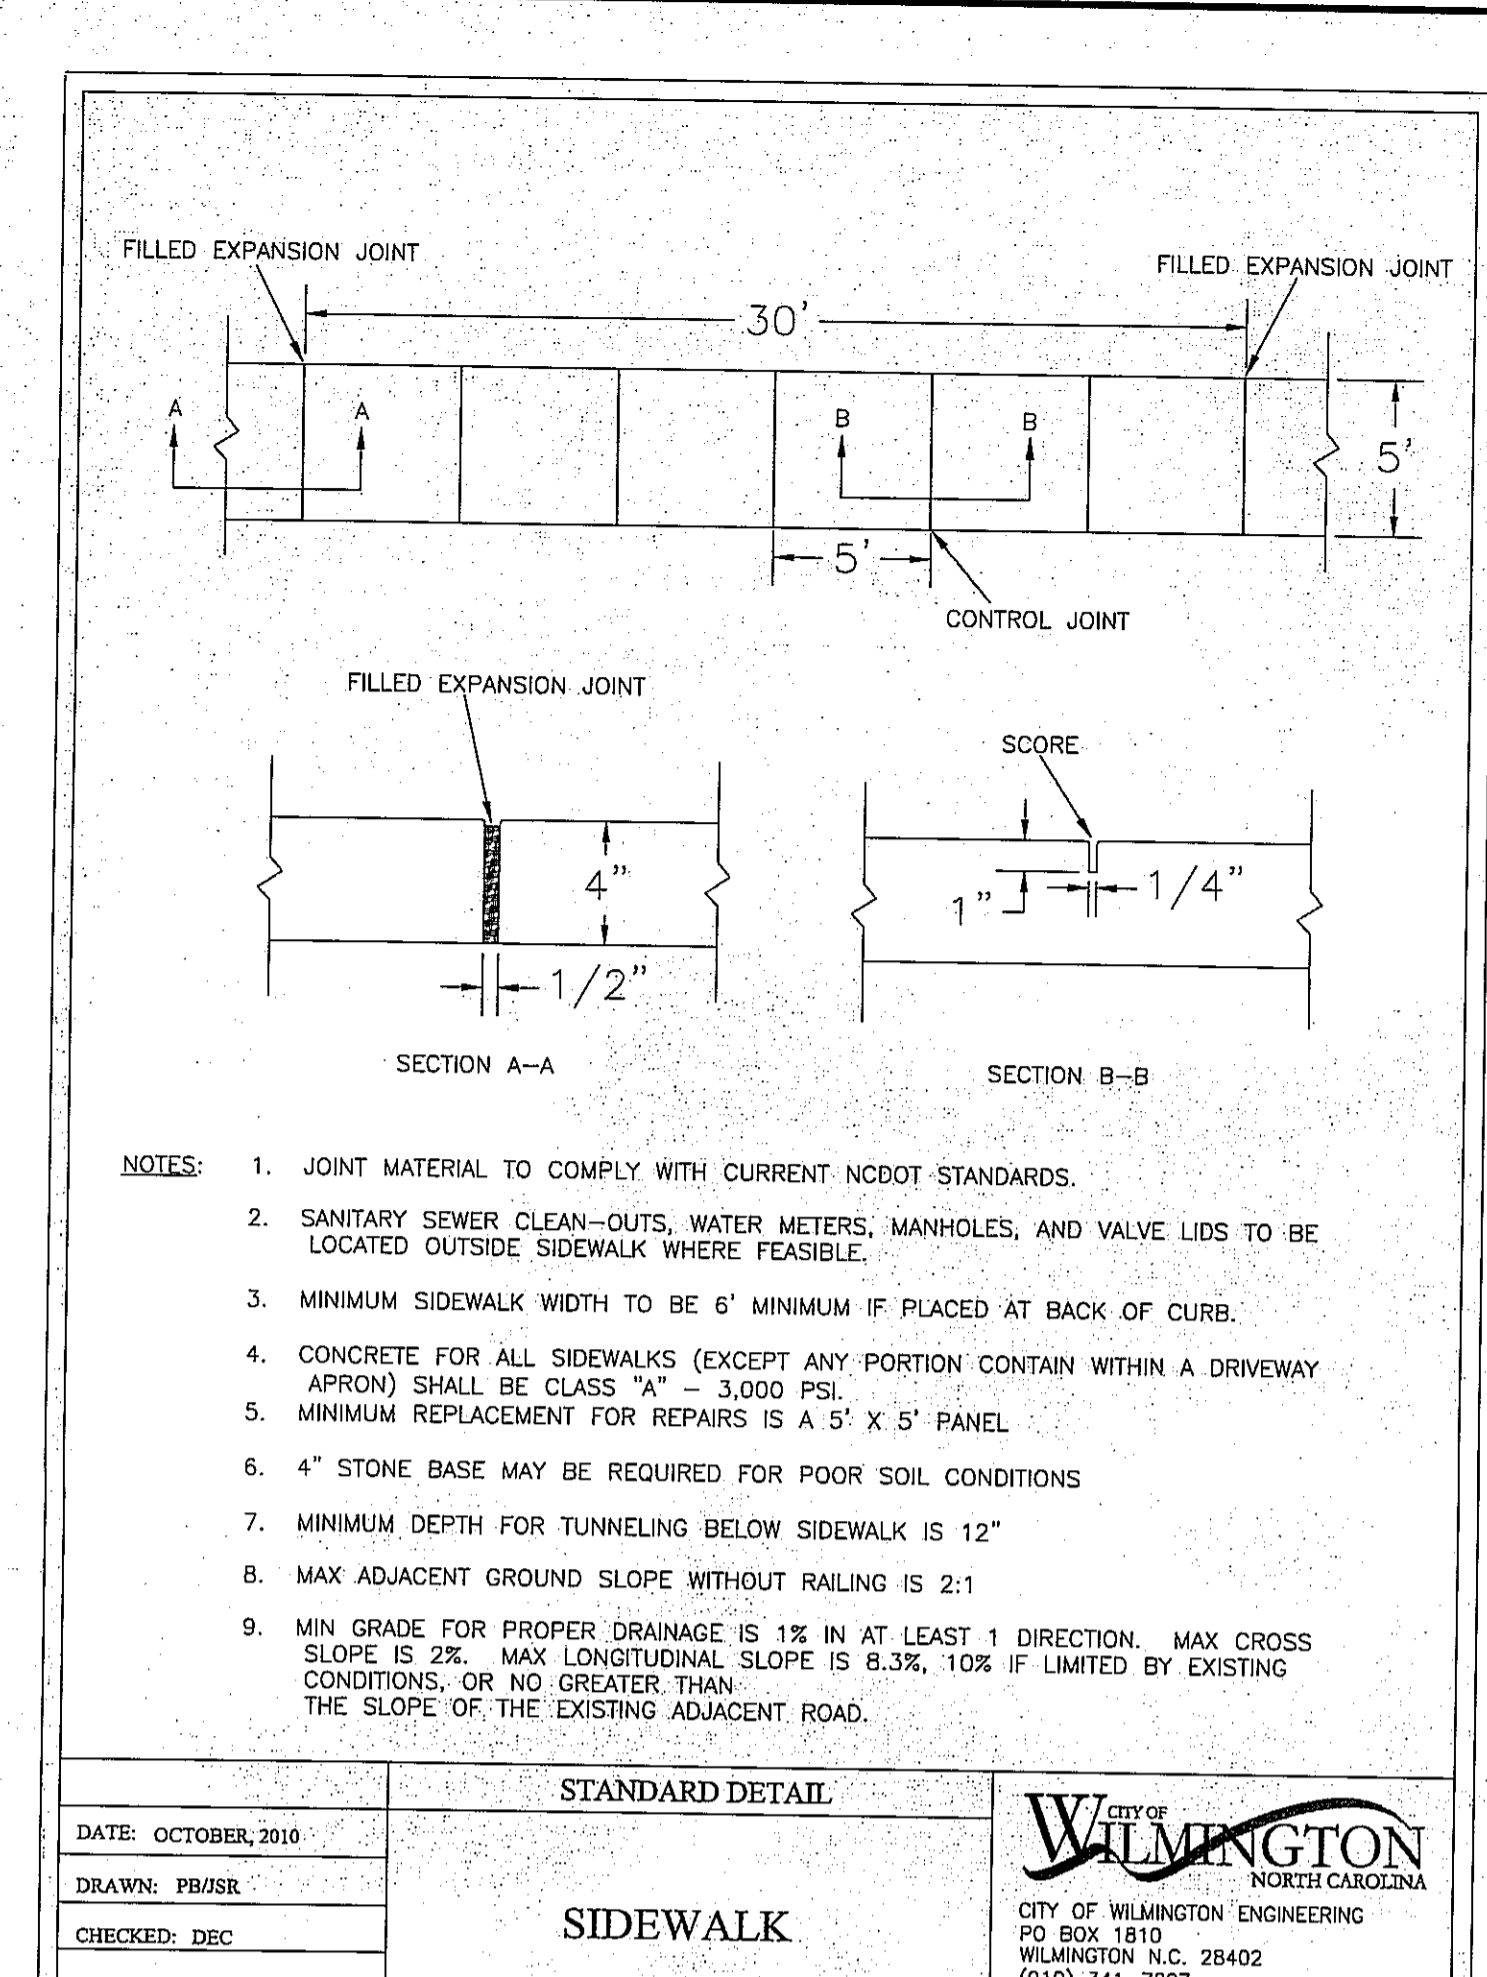 FILLED EXPANSION JOINT
FILLED EXPANSION JOINT
30'
A
A
B
B
5'
5'
CONTROL JOINT
FILLED EXPANSION JOINT
SCORE
4"
1"
1/4"
1/2"
SECTION A-A
SECTION B-B
NOTES: 1. JOINT MATERIAL TO COMPLY WITH CURRENT NCDOT STANDARDS.
2. SANITARY SEWER CLEAN-OUTS, WATER METERS, MANHOLES, AND VALVE LIDS TO BE
LOCATED OUTSIDE SIDEWALK WHERE FEASIBLE.
3. MINIMUM SIDEWALK WIDTH TO BE 6' MINIMUM IF PLACED AT BACK OF CURB.
4. CONCRETE FOR ALL SIDEWALKS (EXCEPT ANY PORTION CONTAIN WITHIN A DRIVEWAY
APRON) SHALL BE CLASS "A" - 3,000 PSI.
5. MINIMUM REPLACEMENT FOR REPAIRS IS A 5' X 5' PANEL
6. 4" STONE BASE MAY BE REQUIRED FOR POOR SOIL CONDITIONS
7. MINIMUM DEPTH FOR TUNNELING BELOW SIDEWALK IS 12"
8. MAX ADJACENT GROUND SLOPE WITHOUT RAILING IS 2:1
9. MIN GRADE FOR PROPER DRAINAGE IS 1% IN AT LEAST 1 DIRECTION. MAX CROSS
SLOPE IS 2%. MAX LONGITUDINAL SLOPE IS 8.3%, 10% IF LIMITED BY EXISTING
CONDITIONS, OR NO GREATER THAN
THE SLOPE OF THE EXISTING ADJACENT ROAD.
STANDARD DETAIL
DATE: OCTOBER, 2010
DRAWN: PB/JSR
CHECKED: DEC
SIDEWALK
CITY OF
WILMINGTON
NORTH CAROLINA
CITY OF WILMINGTON ENGINEERING
PO BOX 1810
WILMINGTON N.C. 28402